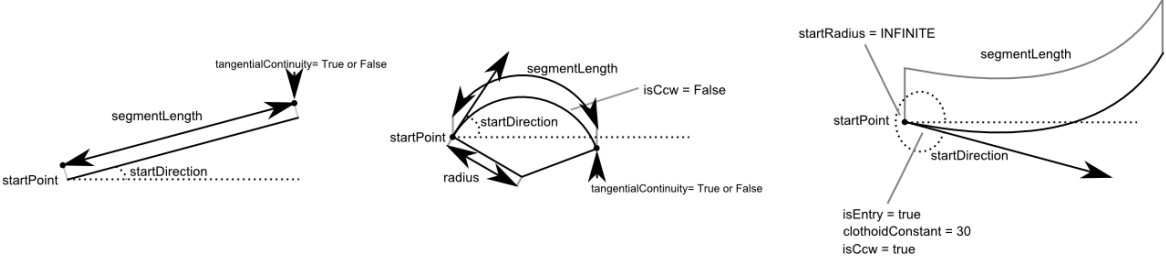 tangentialContinuity= True or False
segmentLength
startDirection
startPoint
segmentLength
isCcw = False
startDirection
startPoint
radius
tangentialContinuity= True or False
startRadius = INFINITE
segmentLength
startPoint
startDirection
isEntry = true
clothoidConstant = 30
isCcw = true